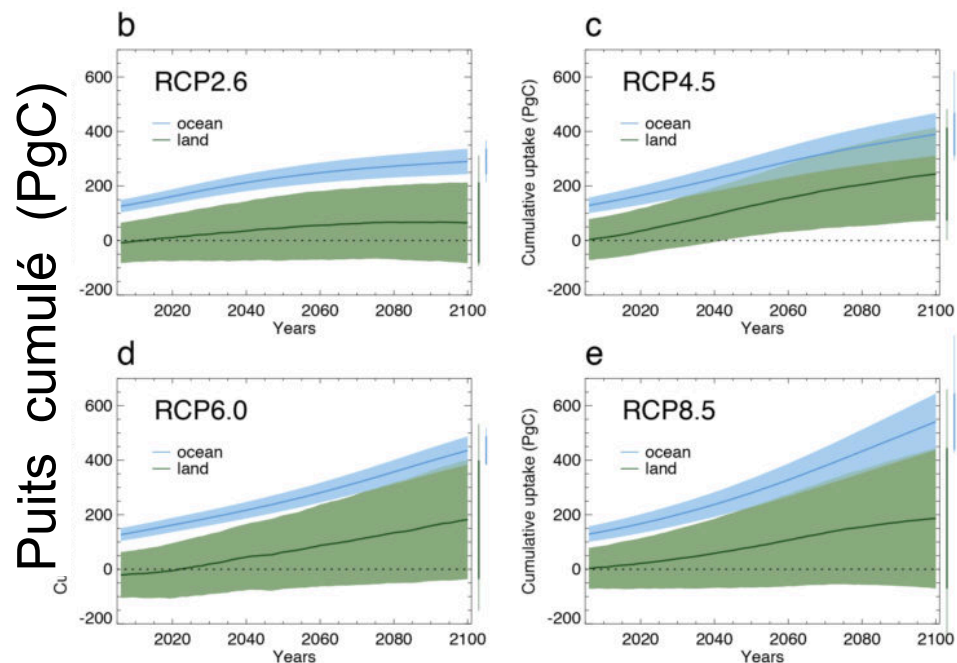 Puits cumulé (PgC)
Cu
b
RCP2.6
ocean
land
600
400
200
0
-200
2020 2040 2060 2080 2100
Years
c
RCP4.5
ocean
land
Cumulative uptake (PgC)
600
400
200
0
-200
2020 2040 2060 2080 2100
Years
d
RCP6.0
ocean
land
600
400
200
0
-200
2020 2040 2060 2080 2100
Years
e
RCP8.5
ocean
land
Cumulative uptake (PgC)
600
400
200
0
-200
2020 2040 2060 2080 2100
Years